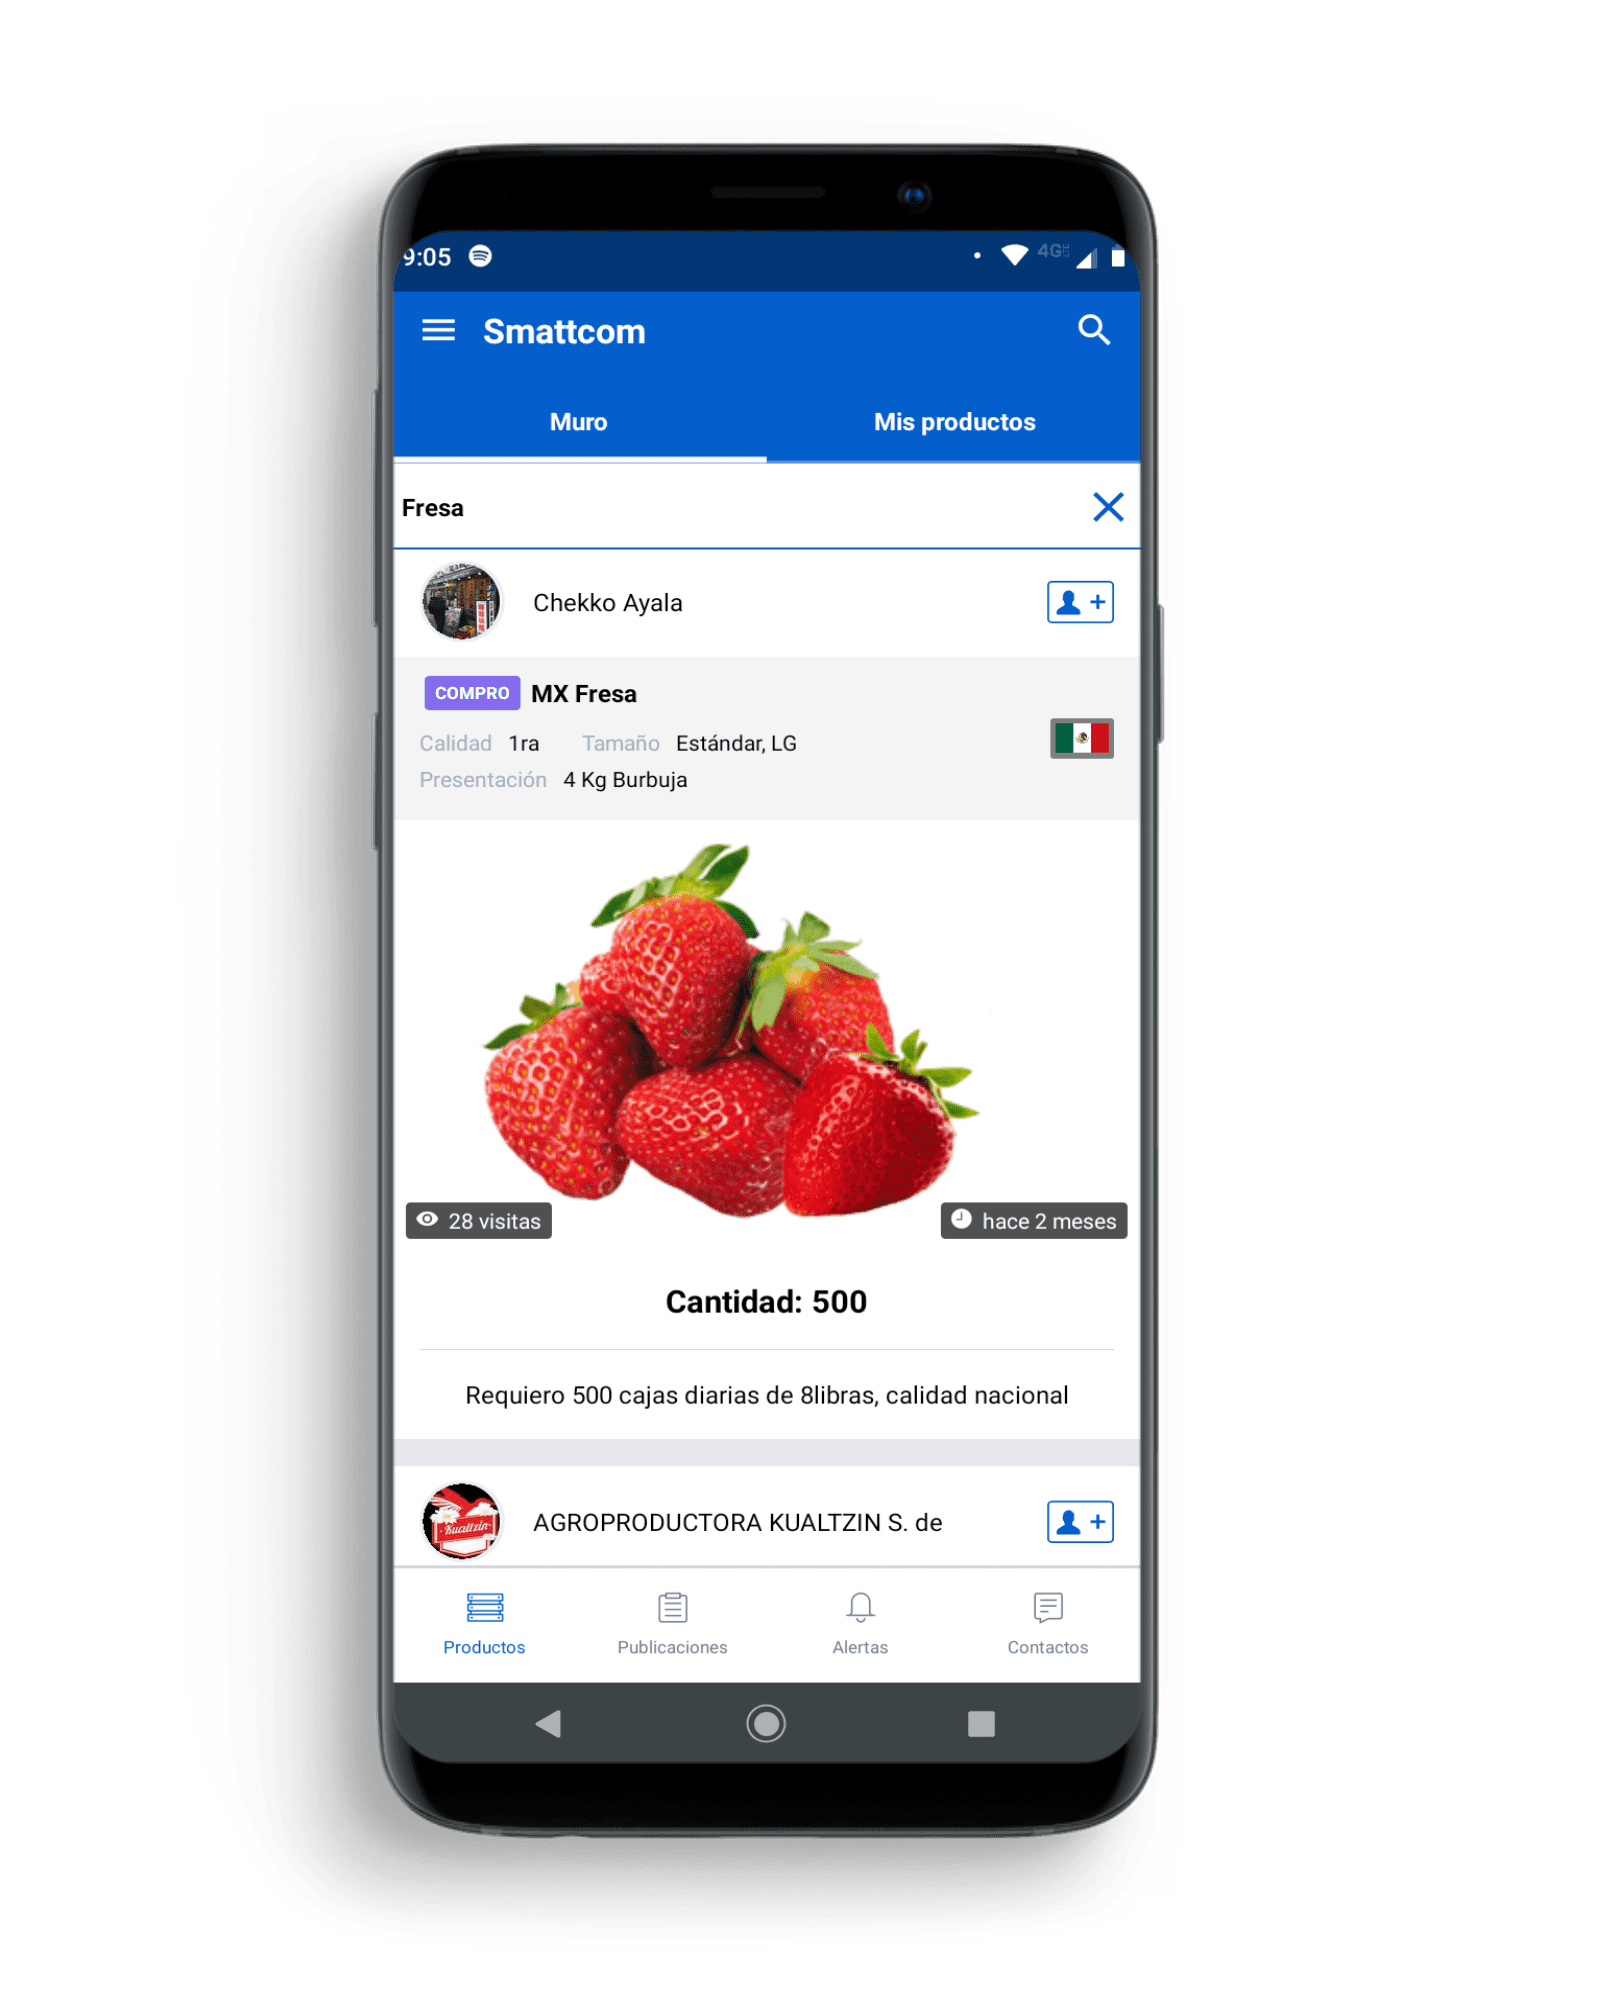 9:05
4G
Smattcom
Muro Mis productos
Fresa
Chekko Ayala
COMPRO MX Fresa
Calidad 1ra Tamaño Estándar, LG
Presentación 4 Kg Burbuja
28 visitas hace 2 meses
Cantidad: 500
Requiero 500 cajas diarias de 8libras, calidad nacional
Kualtzin
AGROPRODUCTORA KUALTZIN S. de
Productos Publicaciones Alertas Contactos